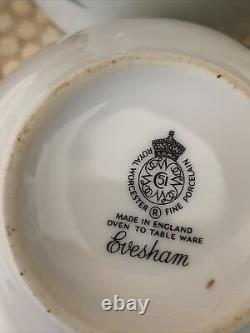 ROYAL WORCESTER FINE PORCELAIN
51
®
MADE IN ENGLAND
OVEN TO TABLE WARE
Evesham